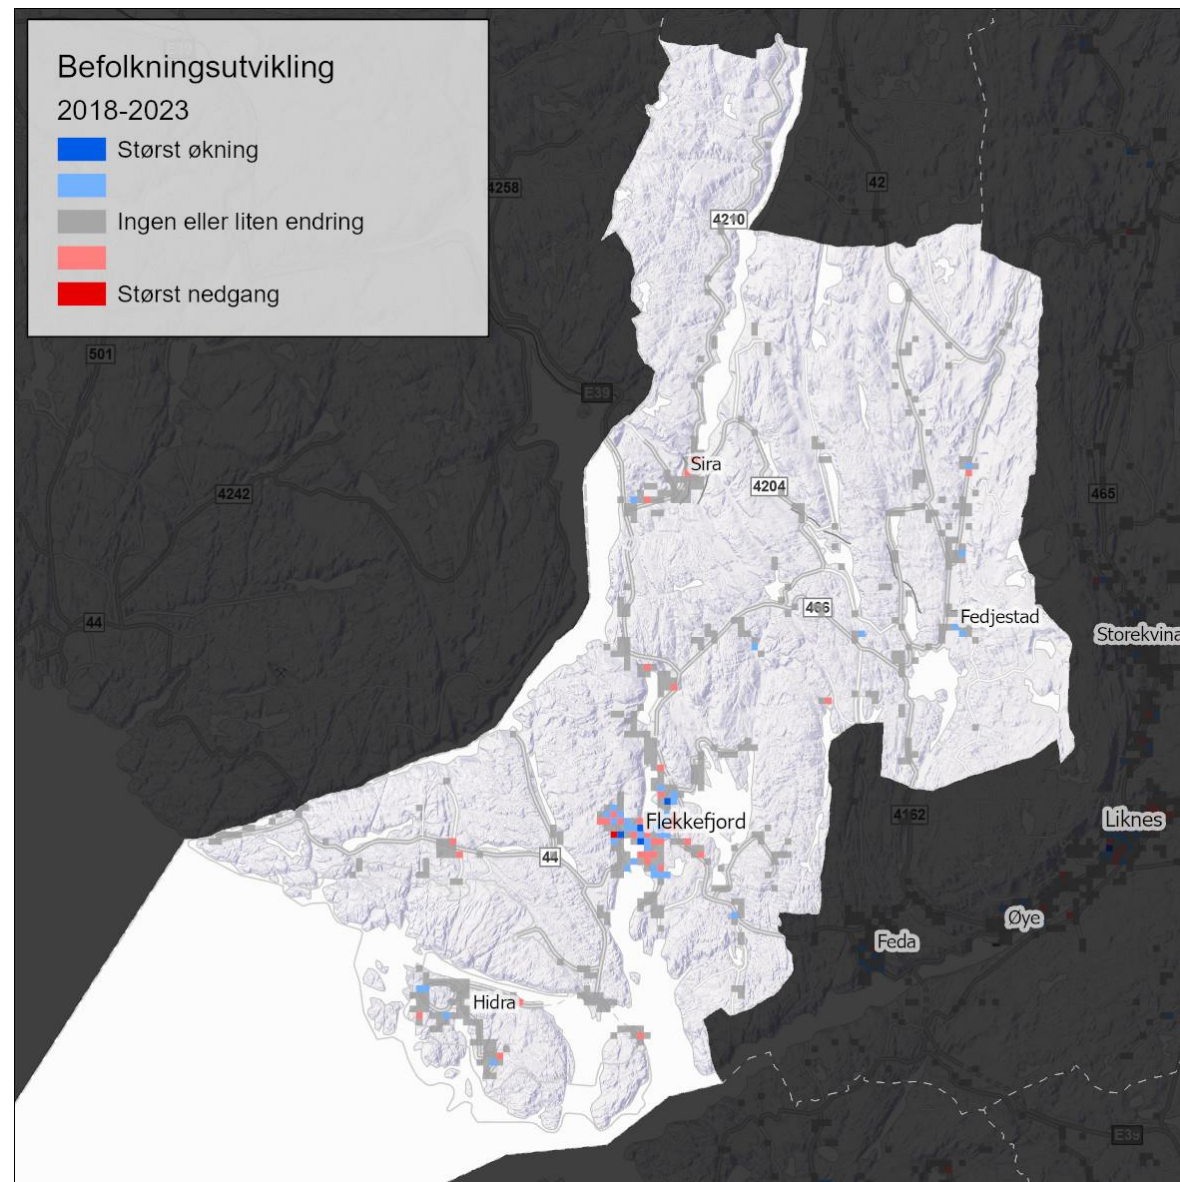 Befolkningsutvikling
2018-2023
Størst økning
Ingen eller liten endring
Størst nedgang
4258
42
4210
501
E39
Sira
4242
4204
465
44
466
Fedjestad
Storekvina
4162
Flekkefjord
Liknes
44
Øye
Feda
Hidra
E39